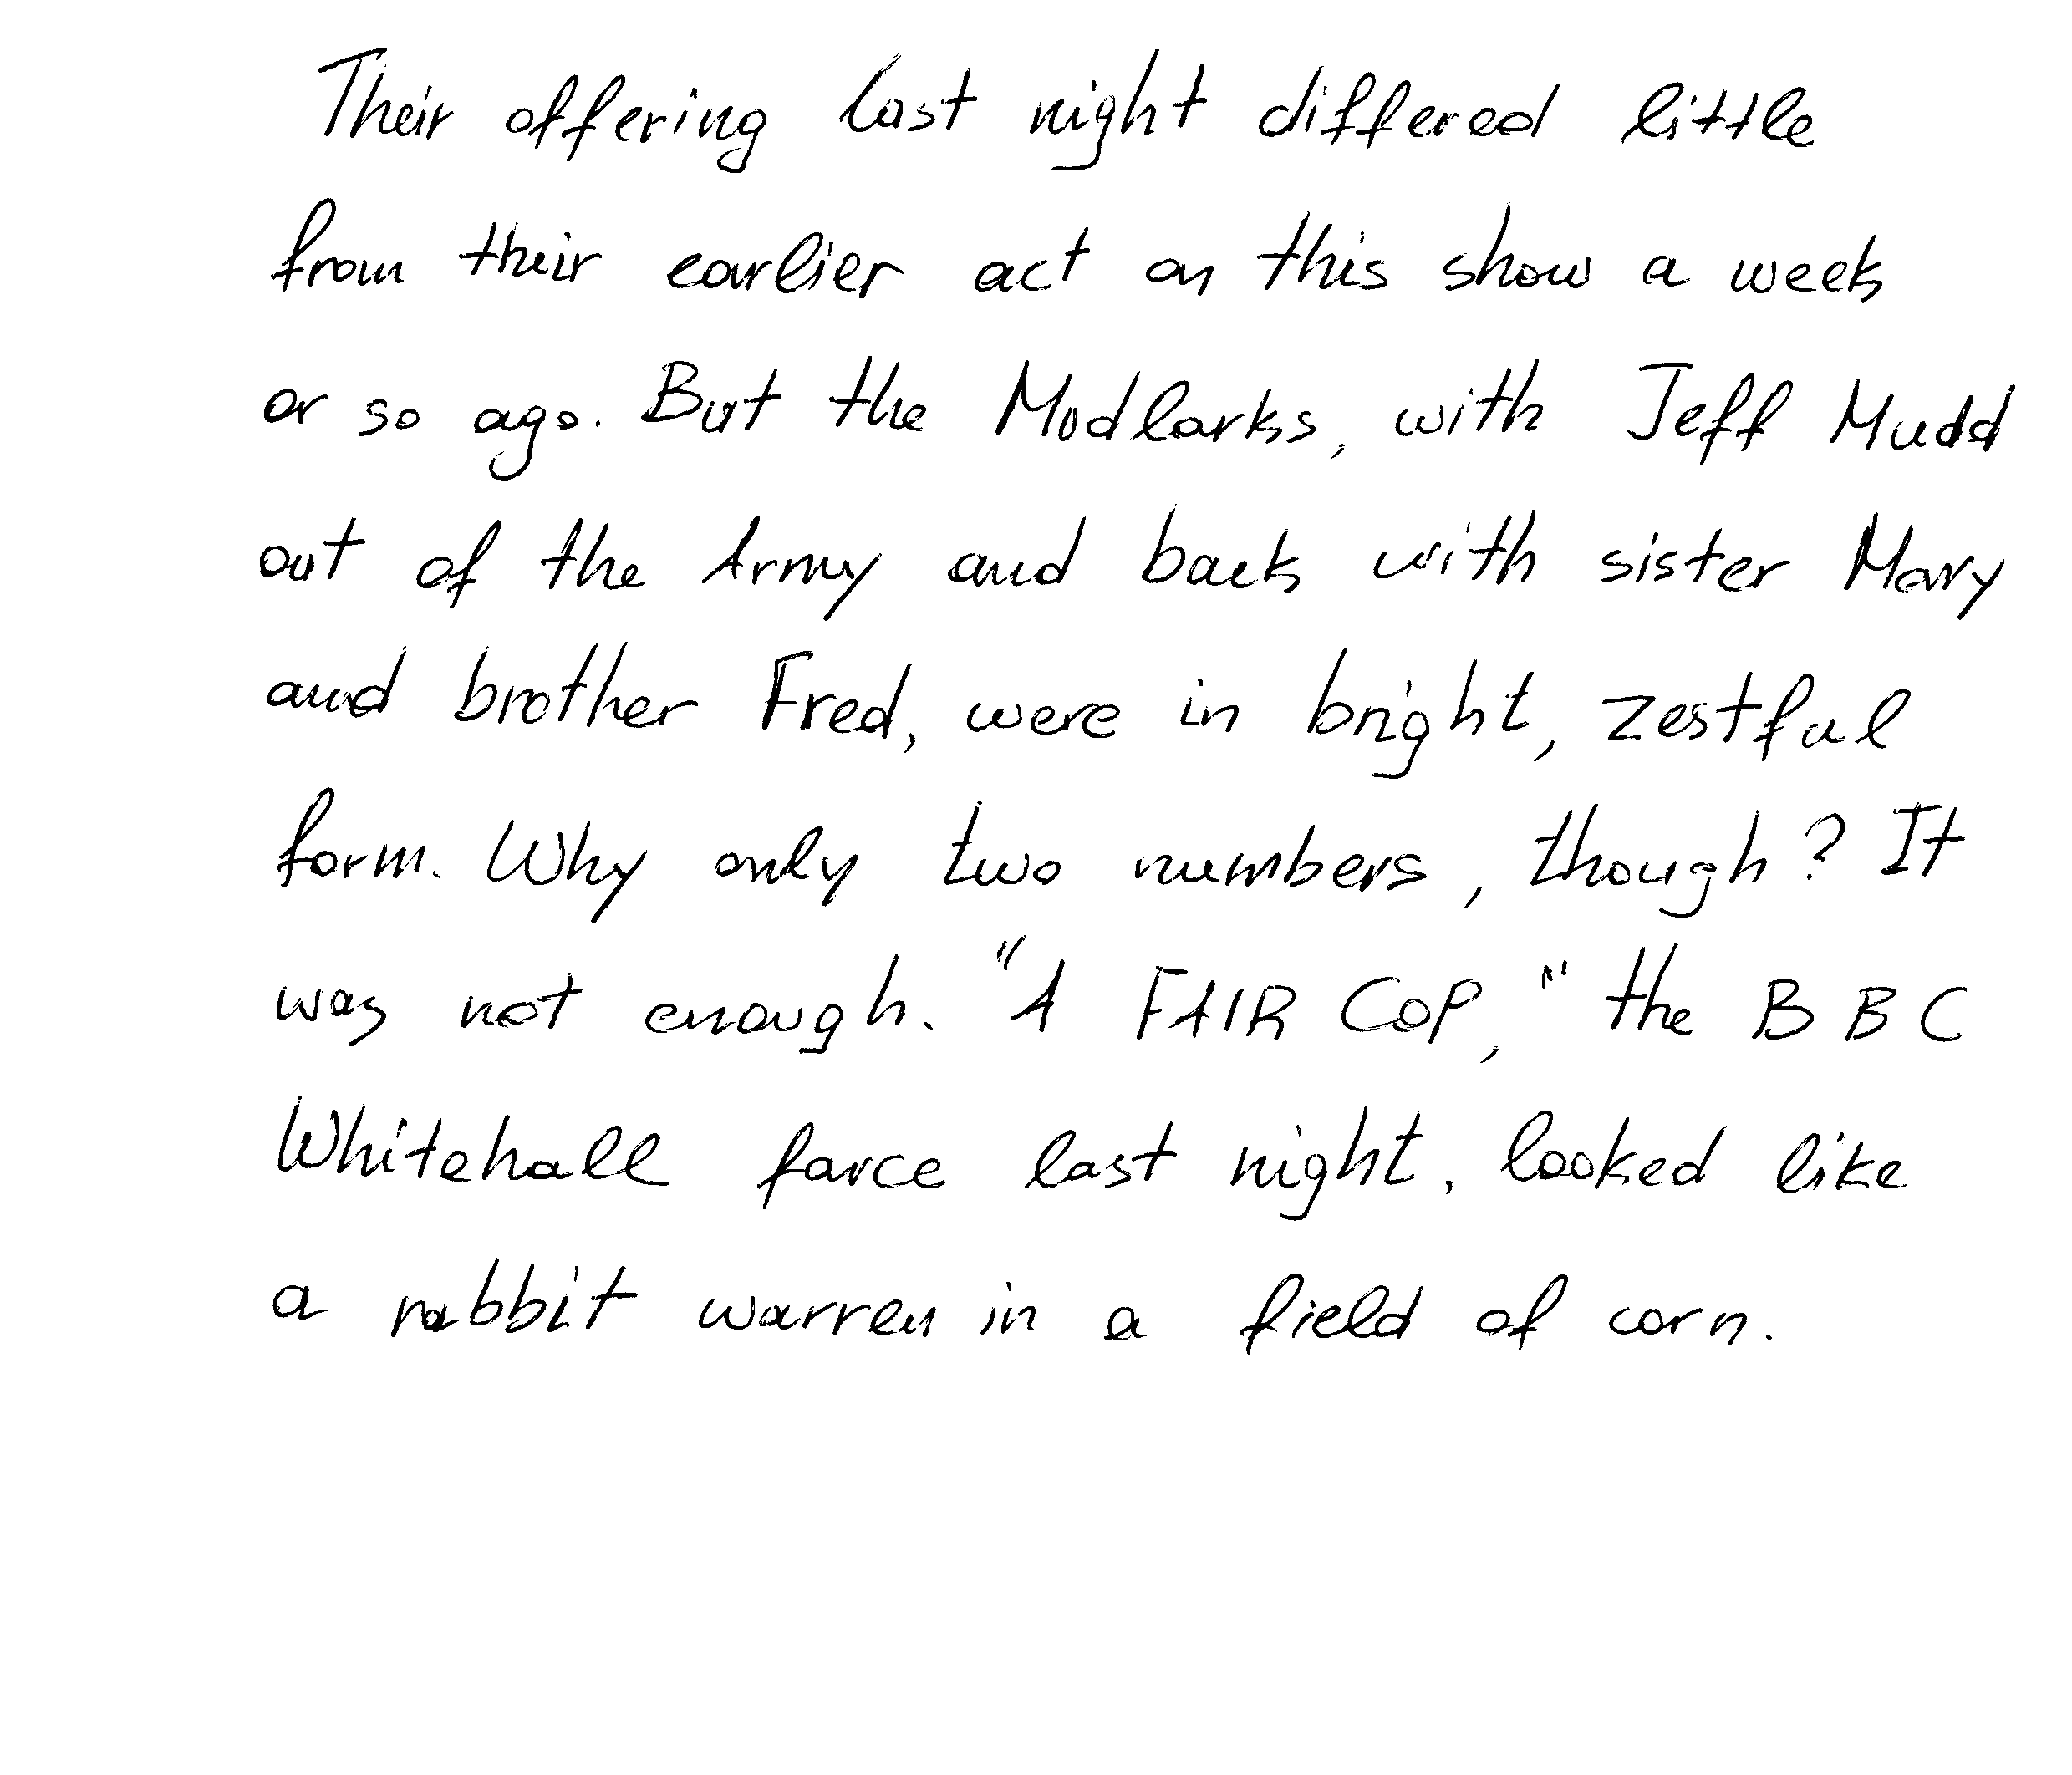 Their offering last night differed little
from their earlier act on this show a week
or so ago. But the Modlarks, with Jeff Mudd
out of the Army and back with sister Mary
and brother Fred, were in bright, zestful
form. Why only two numbers, though? It
was not enough. "A FAIR COP," the BBC
Whitehall farce last night, looked like
a rabbit warren in a field of corn.